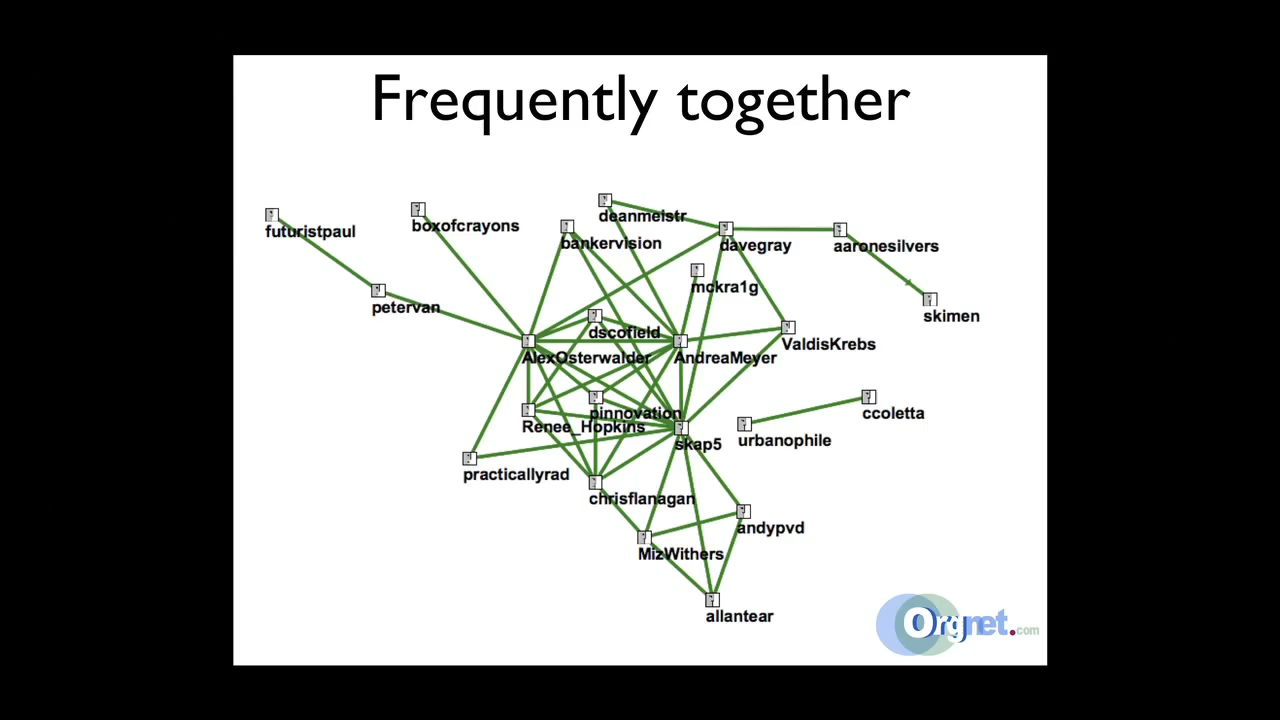 Frequently together
deanmeistr
futuristpaul
boxofcrayons
bankervision
davegray
aaronesilvers
mckra1g
petervan
skimen
dscofield
ValdisKrebs
AlexOsterwalder
AndreaMeyer
pinnovation
ccoletta
Renee_Hopkins
urbanophile
skap5
practicallyrad
chrisflanagan
andypvd
MizWithers
allantear
Orgnet.com